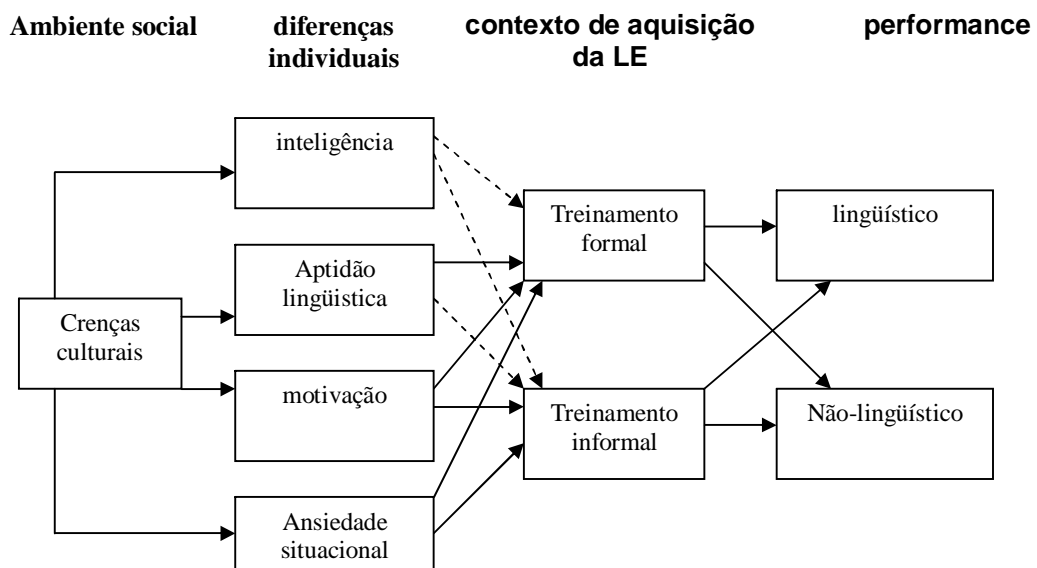 Ambiente social
diferenças
individuais
contexto de aquisição
da LE
performance
inteligência
Aptidão
lingüistica
Crenças
culturais
motivação
Ansiedade
situacional
Treinamento
formal
Treinamento
informal
lingüístico
Não-lingüístico